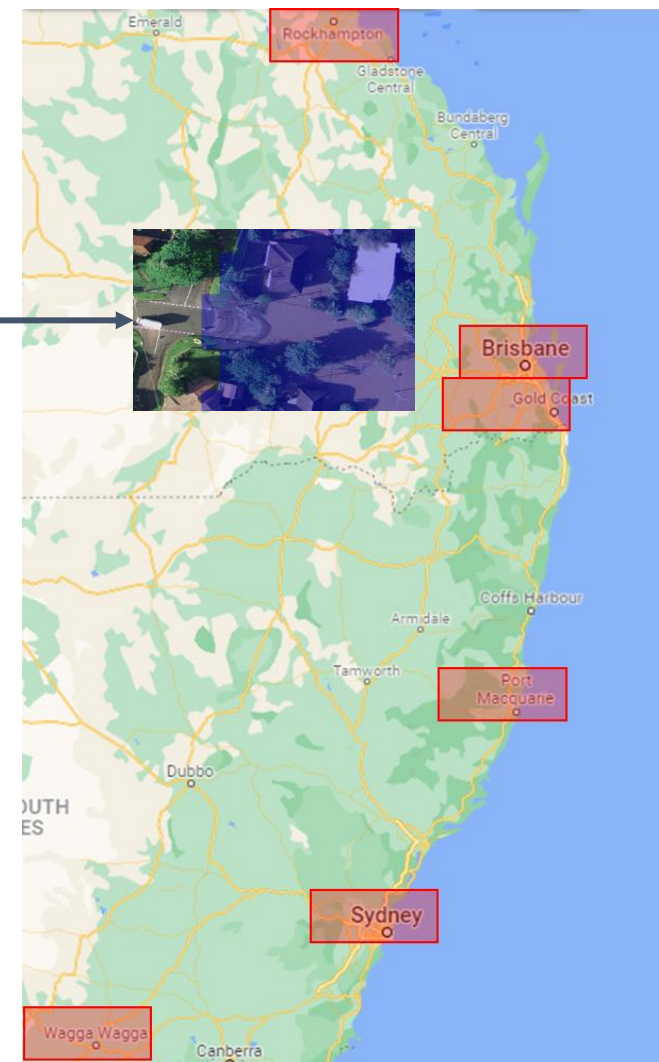 Emerald
Rockhampton
Gladstone
Central
Bundaberg
Central
Brisbane
Gold Coast
Coffs Harbour
Armidale
Tamworth
Port
Macquarie
Dubbo
OUTH
ES
Sydney
Wagga Wagga
Canberra